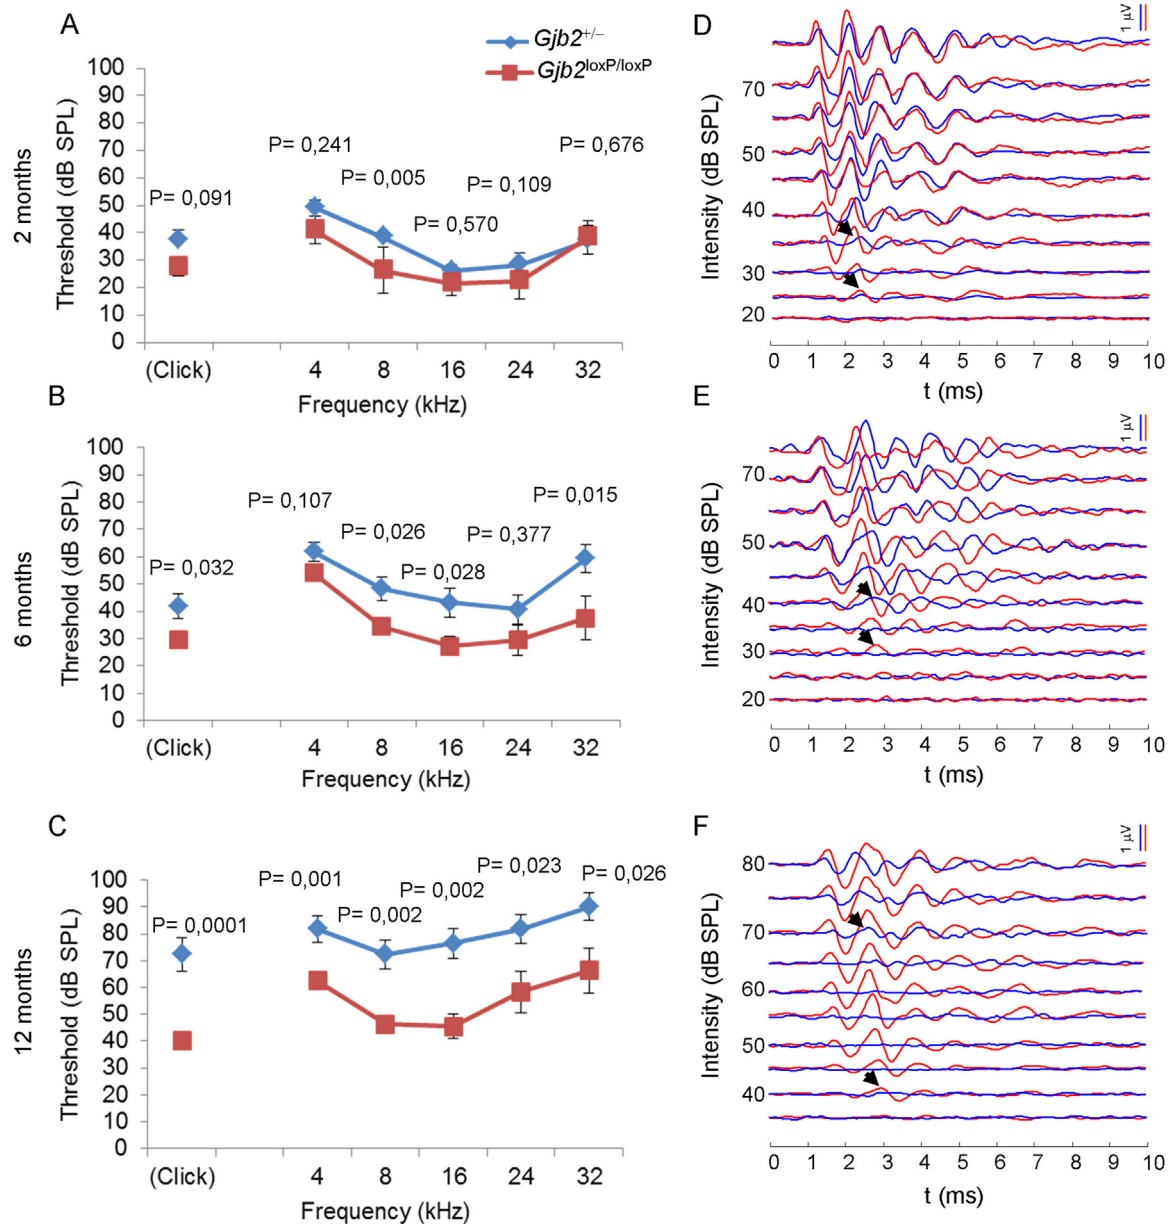 A
Gjb2+/–
Gjb2loxP/loxP
2 months
Threshold (dB SPL)
100
90
80
70
60
50
40
30
20
10
0
P= 0,091
P= 0,241
P= 0,005
P= 0,570
P= 0,109
P= 0,676
(Click) 4 8 16 24 32
Frequency (kHz)
D
1 µV
Intensity (dB SPL)
70
50
40
30
20
0 1 2 3 4 5 6 7 8 9 10
t (ms)
B
6 months
Threshold (dB SPL)
100
90
80
70
60
50
40
30
20
10
0
P= 0,032
P= 0,107
P= 0,026
P= 0,028
P= 0,377
P= 0,015
(Click) 4 8 16 24 32
Frequency (kHz)
E
1 µV
Intensity (dB SPL)
70
50
40
30
20
0 1 2 3 4 5 6 7 8 9 10
t (ms)
C
12 months
Threshold (dB SPL)
100
90
80
70
60
50
40
30
20
10
0
P= 0,0001
P= 0,001
P= 0,002
P= 0,002
P= 0,023
P= 0,026
(Click) 4 8 16 24 32
Frequency (kHz)
F
1 µV
Intensity (dB SPL)
80
70
60
50
40
0 1 2 3 4 5 6 7 8 9 10
t (ms)